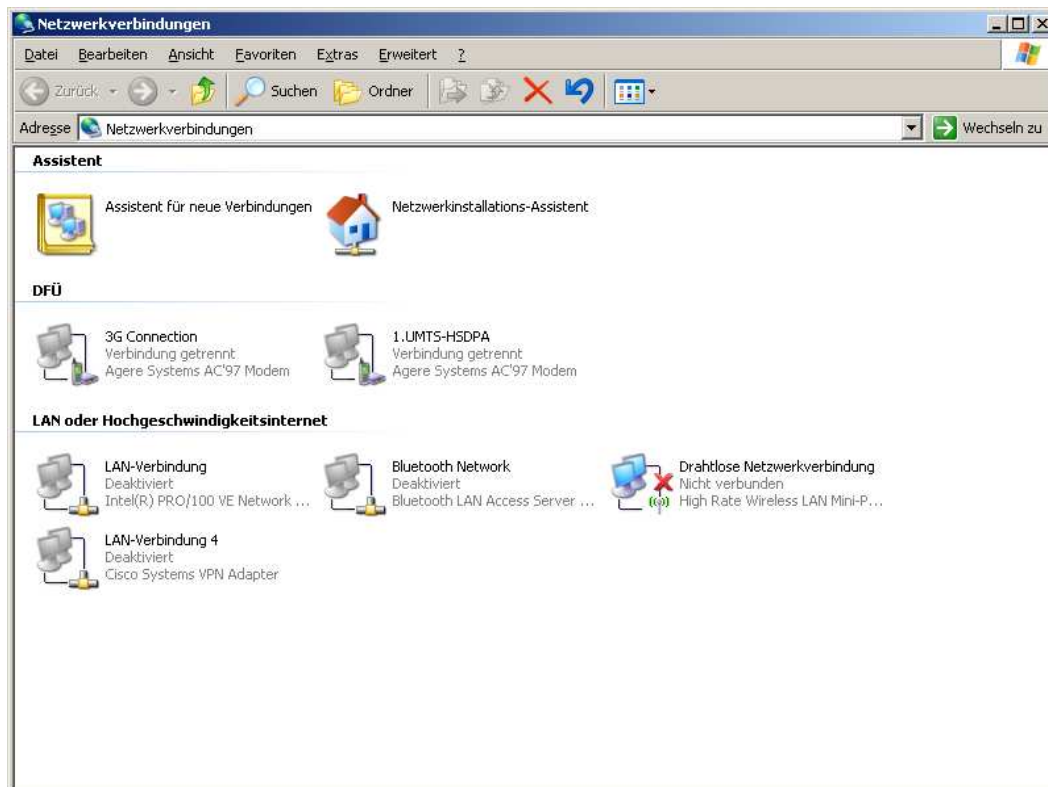 Netzwerkverbindungen
Datei Bearbeiten Ansicht Favoriten Extras Erweitert ?
Zurück Suchen Ordner
Adresse Netzwerkverbindungen Wechseln zu
Assistent
Assistent für neue Verbindungen
Netzwerkinstallations-Assistent
DFÜ
3G Connection
Verbindung getrennt
Agere Systems AC'97 Modem
1.UMTS-HSDPA
Verbindung getrennt
Agere Systems AC'97 Modem
LAN oder Hochgeschwindigkeitsinternet
LAN-Verbindung
Deaktiviert
Intel(R) PRO/100 VE Network ...
Bluetooth Network
Deaktiviert
Bluetooth LAN Access Server ...
Drahtlose Netzwerkverbindung
Nicht verbunden
High Rate Wireless LAN Mini-P...
LAN-Verbindung 4
Deaktiviert
Cisco Systems VPN Adapter